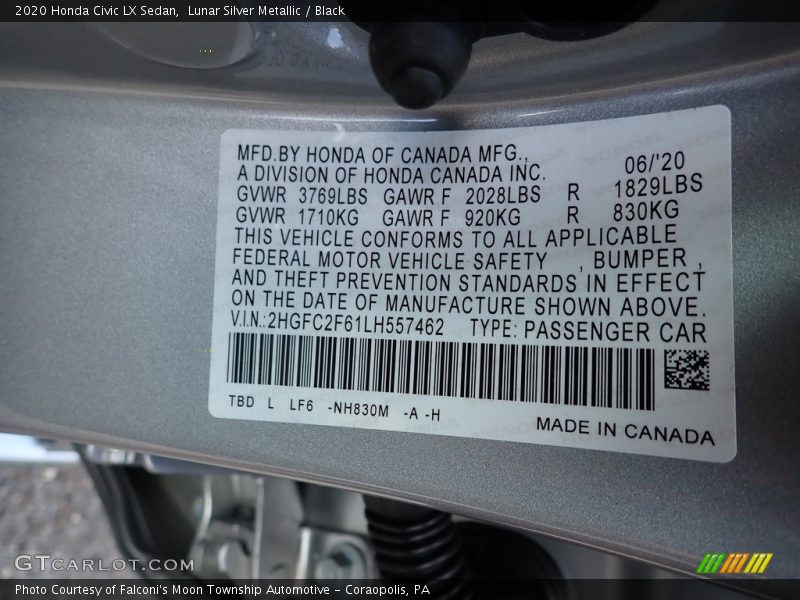 2020 Honda Civic LX Sedan, Lunar Silver Metallic / Black
MFD.BY HONDA OF CANADA MFG., 06/'20
A DIVISION OF HONDA CANADA INC.
GVWR 3769LBS GAWR F 2028LBS R 1829LBS
GVWR 1710KG GAWR F 920KG R 830KG
THIS VEHICLE CONFORMS TO ALL APPLICABLE
FEDERAL MOTOR VEHICLE SAFETY , BUMPER ,
AND THEFT PREVENTION STANDARDS IN EFFECT
ON THE DATE OF MANUFACTURE SHOWN ABOVE.
V.I.N.:2HGFC2F61LH557462 TYPE: PASSENGER CAR
TBD L LF6 -NH830M -A -H
MADE IN CANADA
GTCARLOT.COM
Photo Courtesy of Falconi's Moon Township Automotive – Coraopolis, PA